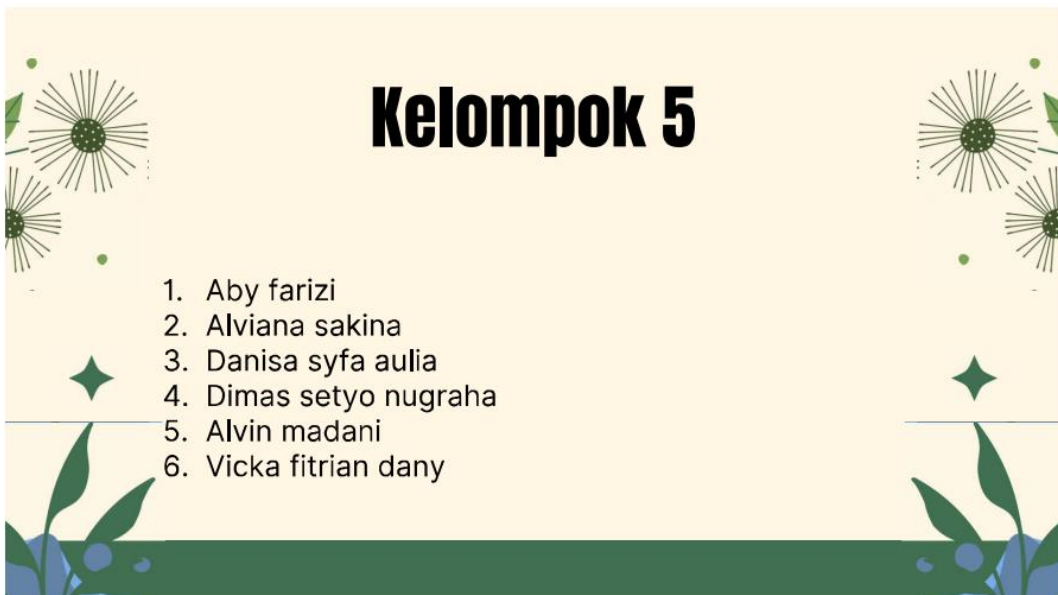 Kelompok 5
1. Aby farizi
2. Alviana sakina
3. Danisa syfa aulia
4. Dimas setyo nugraha
5. Alvin madani
6. Vicka fitrian dany